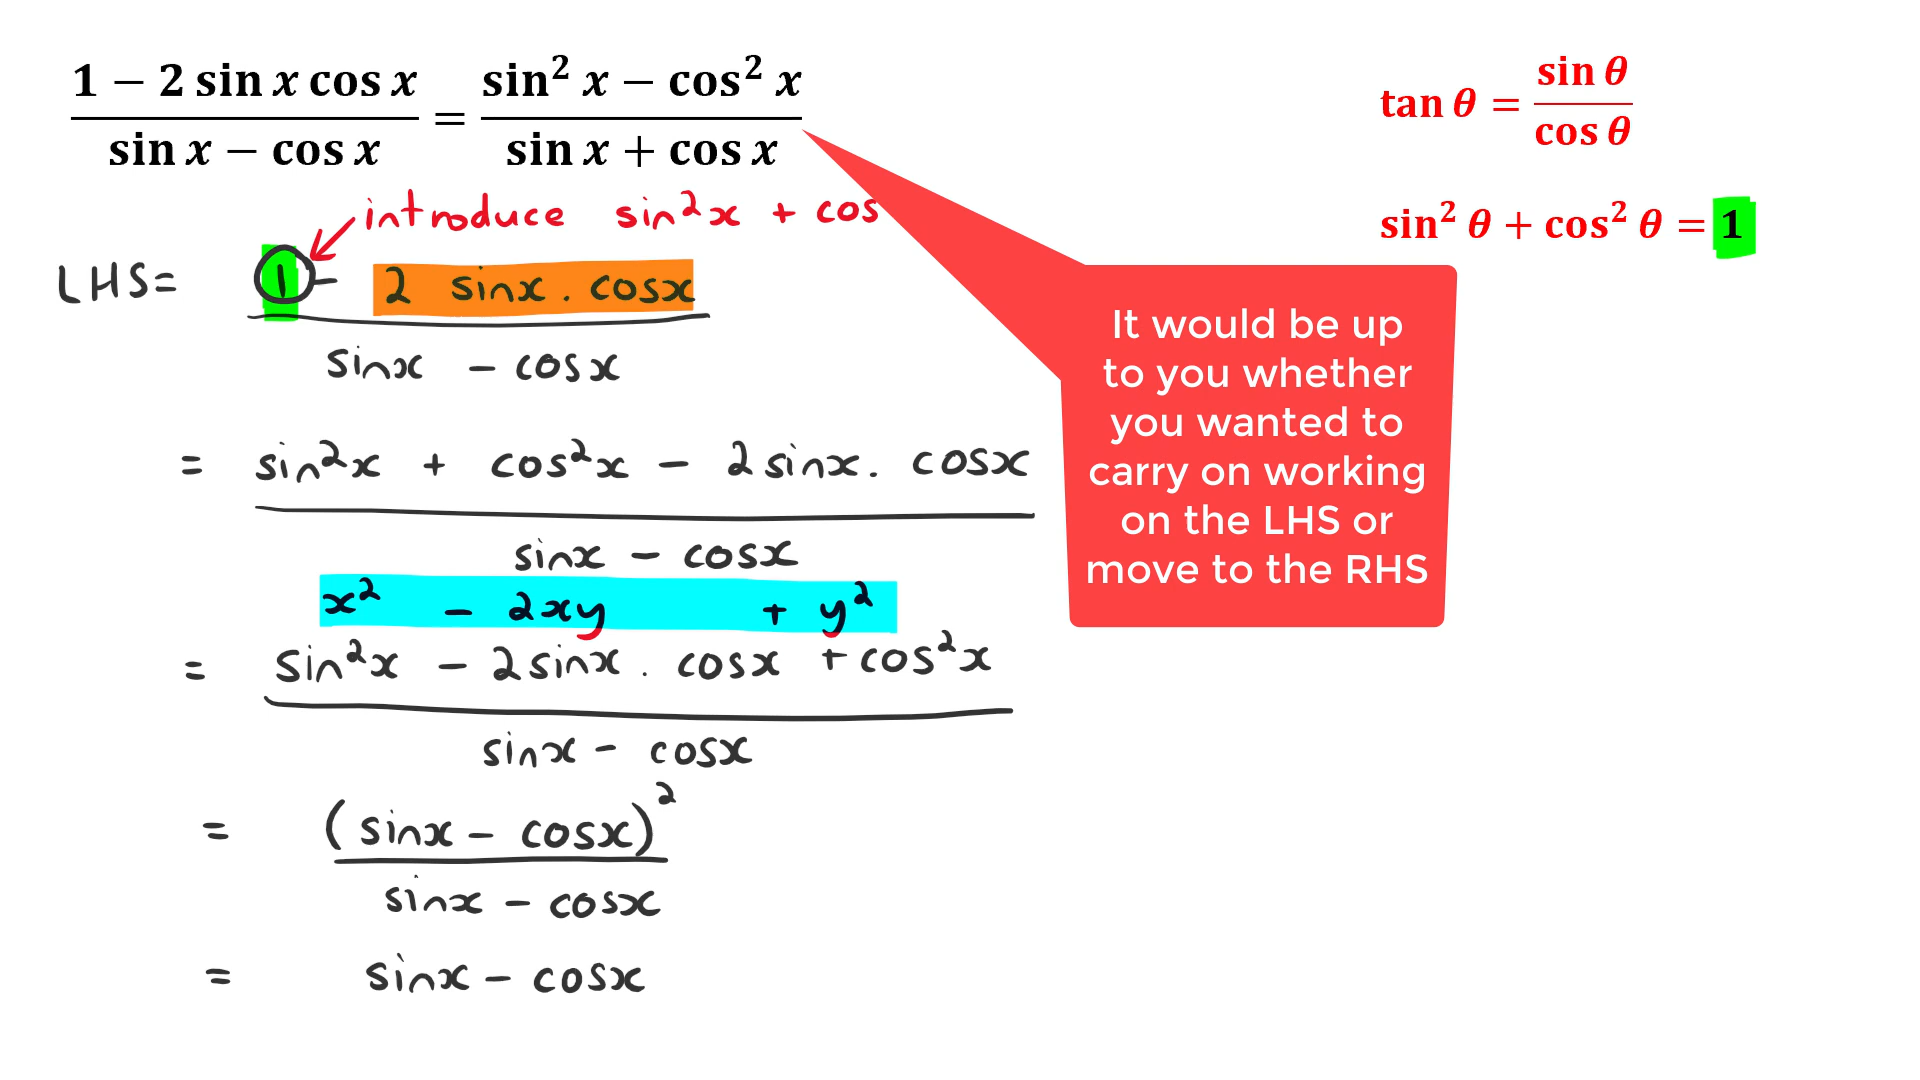 1 − 2 sin x cos x / sin x − cos x = sin² x − cos² x / sin x + cos x
tan θ = sin θ / cos θ
sin² θ + cos² θ = 1
introduce sin²x + cos
LHS = 1 − 2 sinx . cosx
sinx − cosx
= sin²x + cos²x − 2 sinx . cosx
sinx − cosx
x² − 2xy + y²
= sin²x − 2 sinx . cosx + cos²x
sinx − cosx
= (sinx − cosx)²
sinx − cosx
= sinx − cosx
It would be up
to you whether
you wanted to
carry on working
on the LHS or
move to the RHS